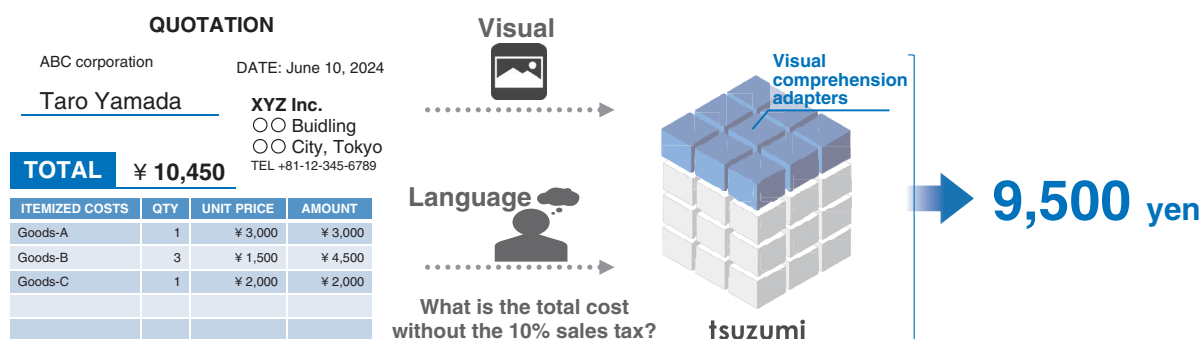 QUOTATION
ABC corporation
DATE: June 10, 2024
Taro Yamada
XYZ Inc.
○○ Buidling
○○ City, Tokyo
TEL +81-12-345-6789
TOTAL ¥ 10,450
ITEMIZED COSTS QTY UNIT PRICE AMOUNT
Goods-A 1 ¥ 3,000 ¥ 3,000
Goods-B 3 ¥ 1,500 ¥ 4,500
Goods-C 1 ¥ 2,000 ¥ 2,000
Visual
Language
What is the total cost
without the 10% sales tax?
Visual
comprehension
adapters
tsuzumi
9,500 yen